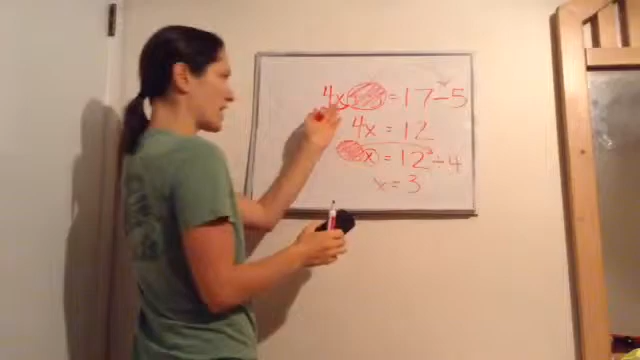 4x = 17 - 5
4x = 12
x = 12 ÷ 4
x = 3